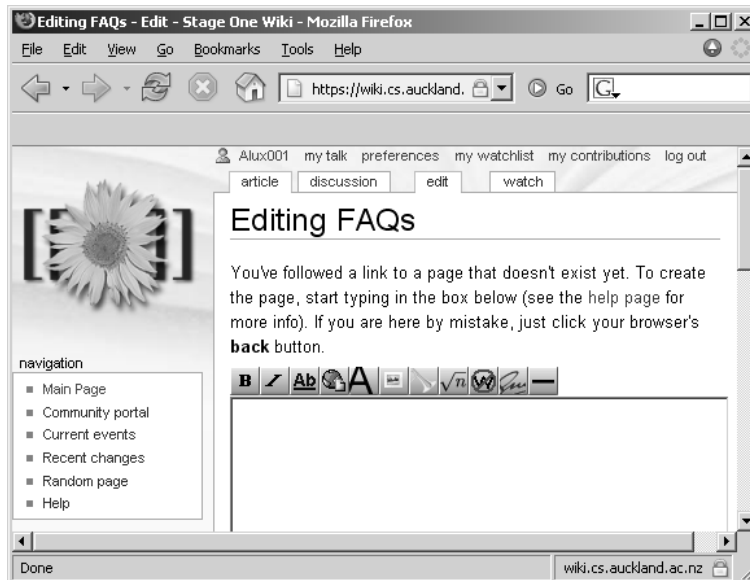 Editing FAQs - Edit - Stage One Wiki - Mozilla Firefox
File Edit View Go Bookmarks Tools Help
https://wiki.cs.auckland. Go G
Alux001 my talk preferences my watchlist my contributions log out
article discussion edit watch
Editing FAQs
You've followed a link to a page that doesn't exist yet. To create
the page, start typing in the box below (see the help page for
more info). If you are here by mistake, just click your browser's
back button.
B I Ab A √n W
navigation
Main Page
Community portal
Current events
Recent changes
Random page
Help
Done wiki.cs.auckland.ac.nz